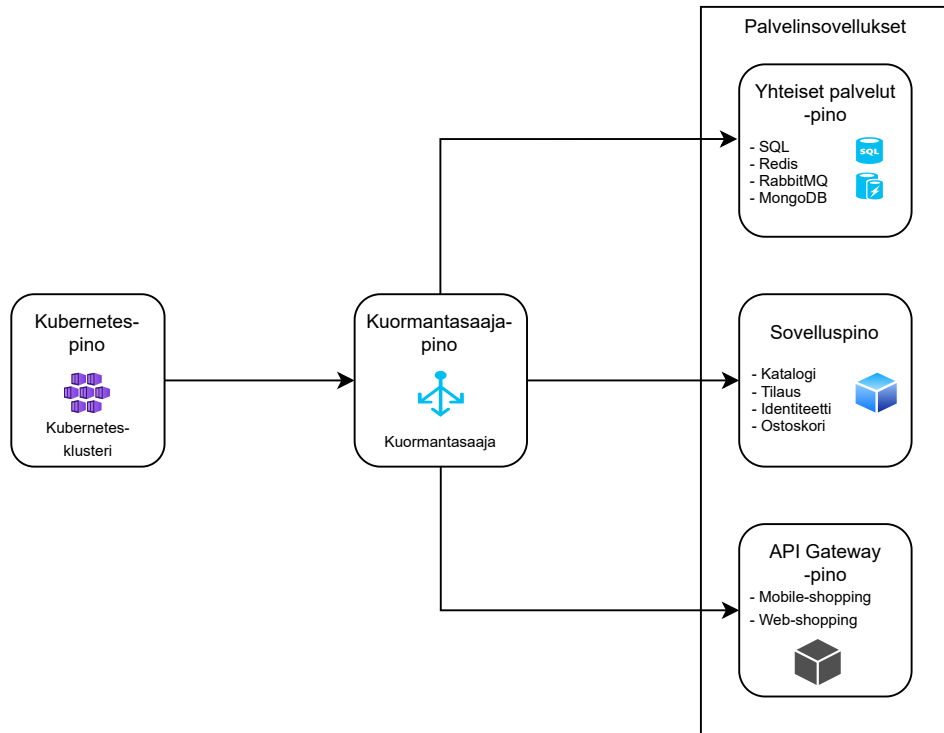 Palvelinsovellukset
Yhteiset palvelut
-pino
- SQL
- Redis
- RabbitMQ
- MongoDB
SQL
Kubernetes-
pino
Kubernetes-
klusteri
Kuormantasaaja-
pino
Kuormantasaaja
Sovelluspino
- Katalogi
- Tilaus
- Identiteetti
- Ostoskori
API Gateway
-pino
- Mobile-shopping
- Web-shopping